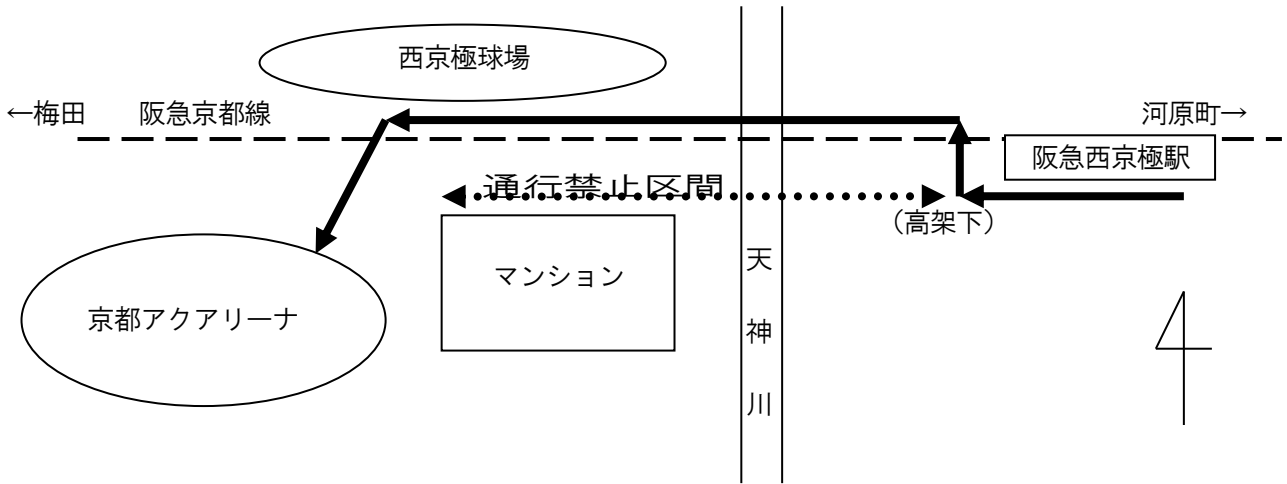 西京極球場
←梅田
阪急京都線
河原町→
阪急西京極駅
通行禁止区間
(高架下)
マンション
天神川
京都アクアリーナ